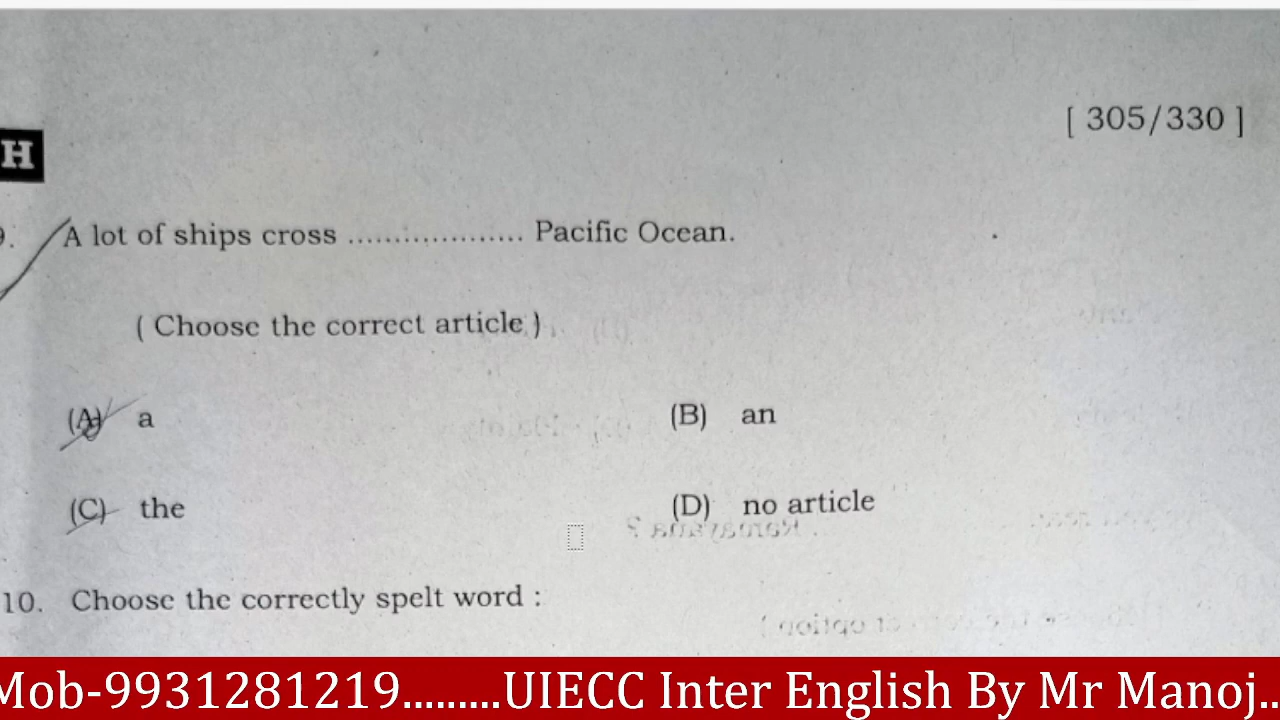 [ 305/330 ]
H
9. A lot of ships cross ................... Pacific Ocean.
( Choose the correct article )
(A) a (B) an
(C) the (D) no article
10. Choose the correctly spelt word :
Mob-9931281219.........UIECC Inter English By Mr Manoj..